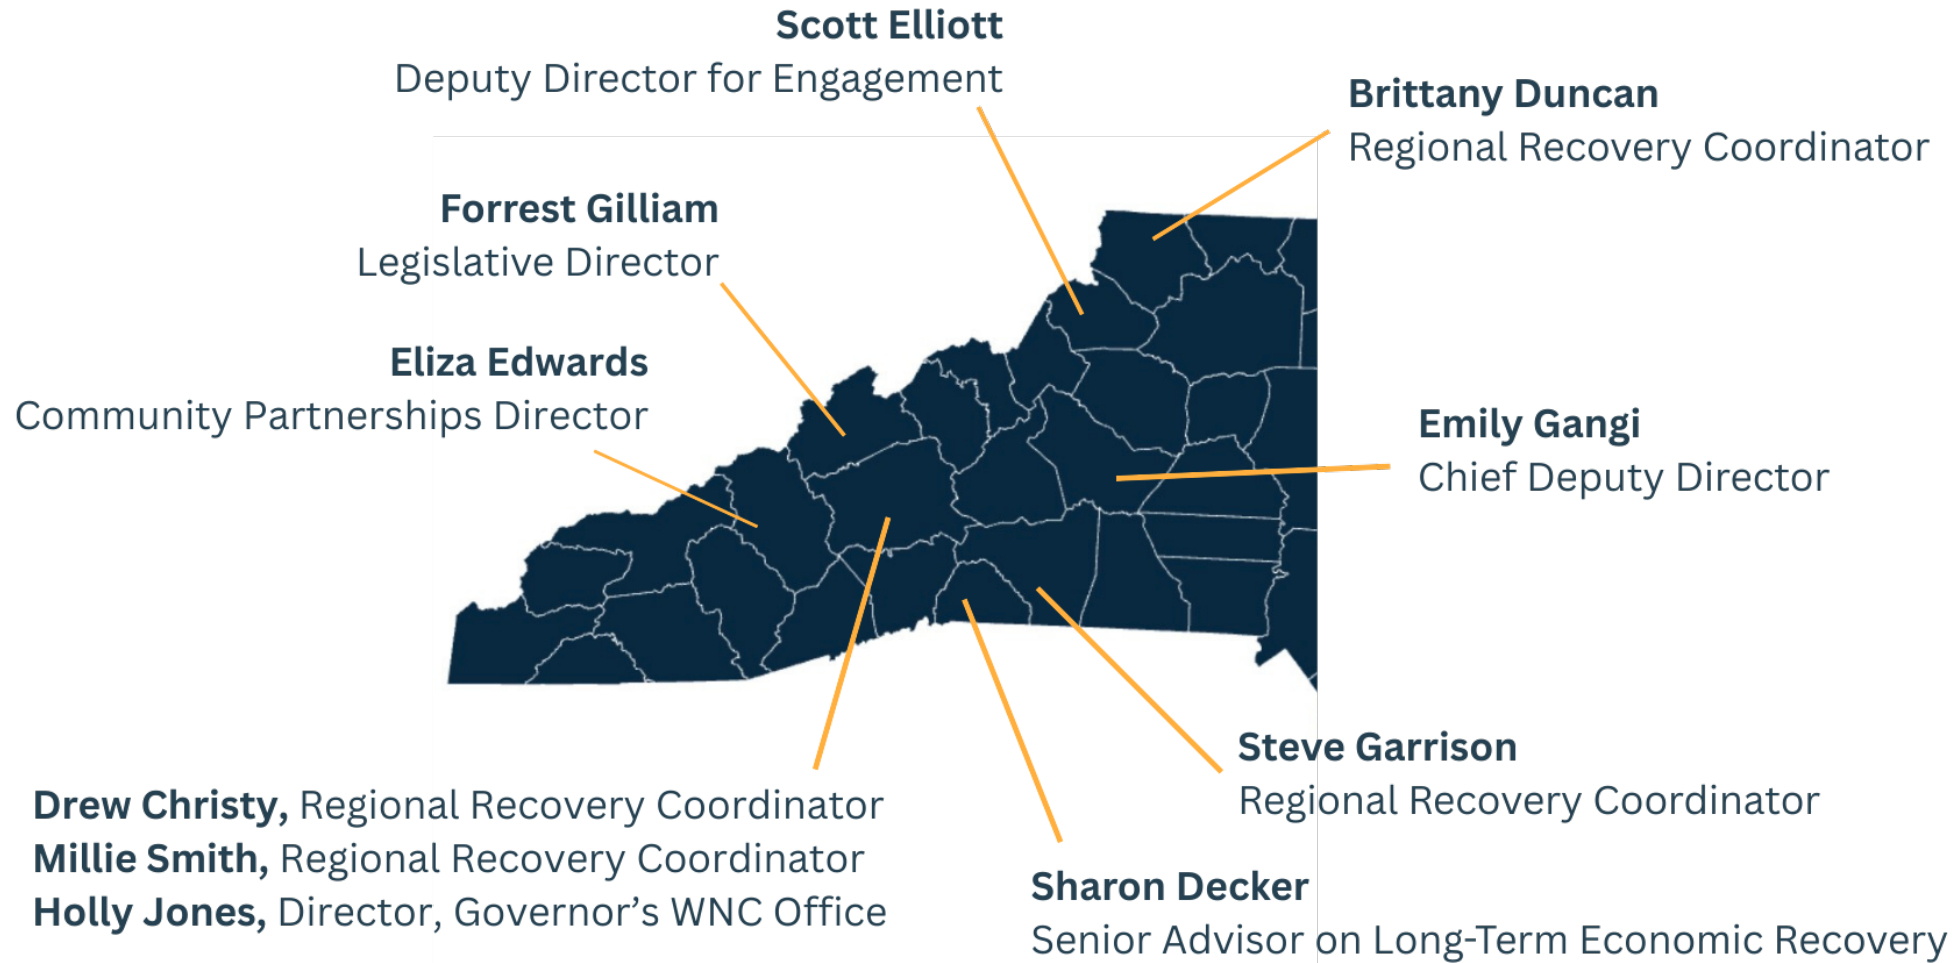 Scott Elliott
Deputy Director for Engagement
Brittany Duncan
Regional Recovery Coordinator
Forrest Gilliam
Legislative Director
Eliza Edwards
Community Partnerships Director
Emily Gangi
Chief Deputy Director
Steve Garrison
Regional Recovery Coordinator
Drew Christy, Regional Recovery Coordinator
Millie Smith, Regional Recovery Coordinator
Holly Jones, Director, Governor’s WNC Office
Sharon Decker
Senior Advisor on Long-Term Economic Recovery